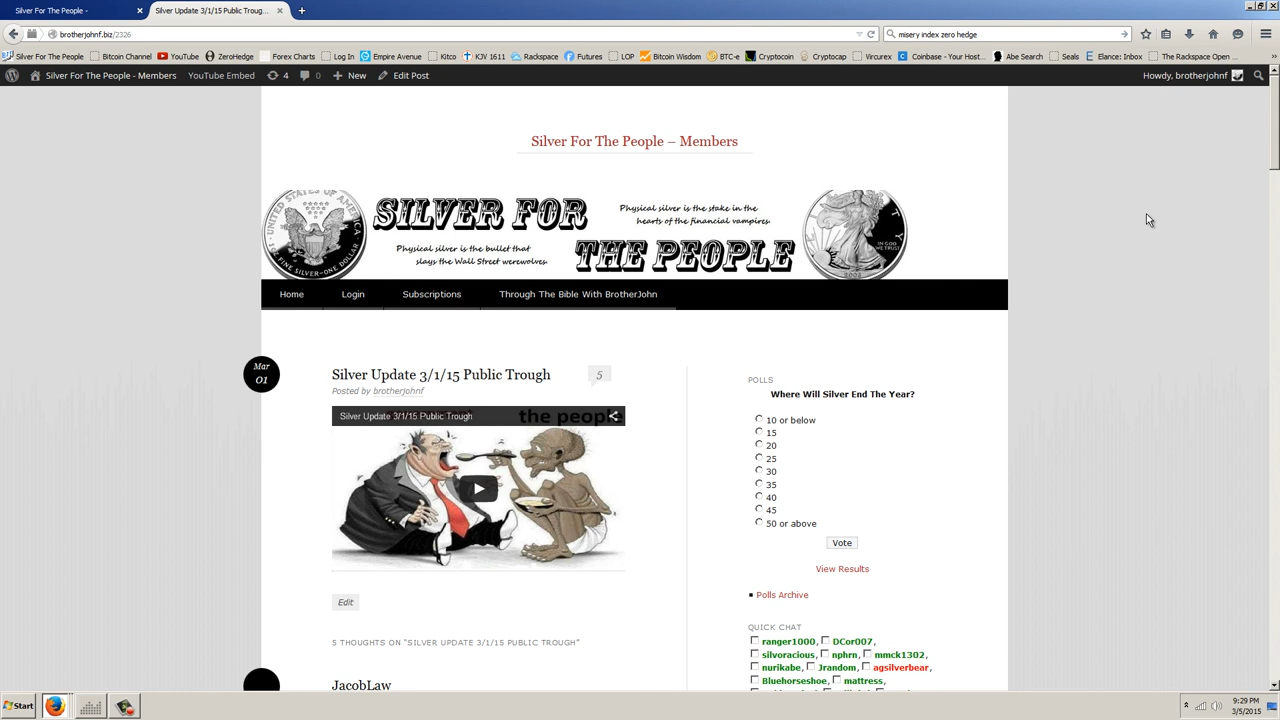 Silver For The People -
Silver Update 3/1/15 Public Troug...
brotherjohnf.biz/2326
misery index zero hedge
Silver For The People
Bitcoin Channel
YouTube
ZeroHedge
Forex Charts
Log In
Empire Avenue
Kitco
KJV 1611
Rackspace
Futures
LOP
Bitcoin Wisdom
BTC-e
Cryptocoin
Cryptocap
Vircurex
Coinbase - Your Host...
Abe Search
Seals
Elance: Inbox
The Rackspace Open ...
Silver For The People - Members
YouTube Embed
4
0
New
Edit Post
Howdy, brotherjohnf
Silver For The People – Members
SILVER FOR
THE PEOPLE
Physical silver is the stake in the
hearts of the financial vampires.
Physical silver is the bullet that
slays the Wall Street werewolves.
Home
Login
Subscriptions
Through The Bible With BrotherJohn
Mar
01
Silver Update 3/1/15 Public Trough
5
Posted by brotherjohnf
Silver Update 3/1/15 Public Trough
the people
Edit
5 THOUGHTS ON “SILVER UPDATE 3/1/15 PUBLIC TROUGH”
JacobLaw
POLLS
Where Will Silver End The Year?
10 or below
15
20
25
30
35
40
45
50 or above
Vote
View Results
Polls Archive
QUICK CHAT
ranger1000, DCor007,
silvoracious, nphrn, mmck1302,
nurikabe, Jrandom, agsilverbear,
Bluehorseshoe, mattress,
Start
9:29 PM
3/5/2015